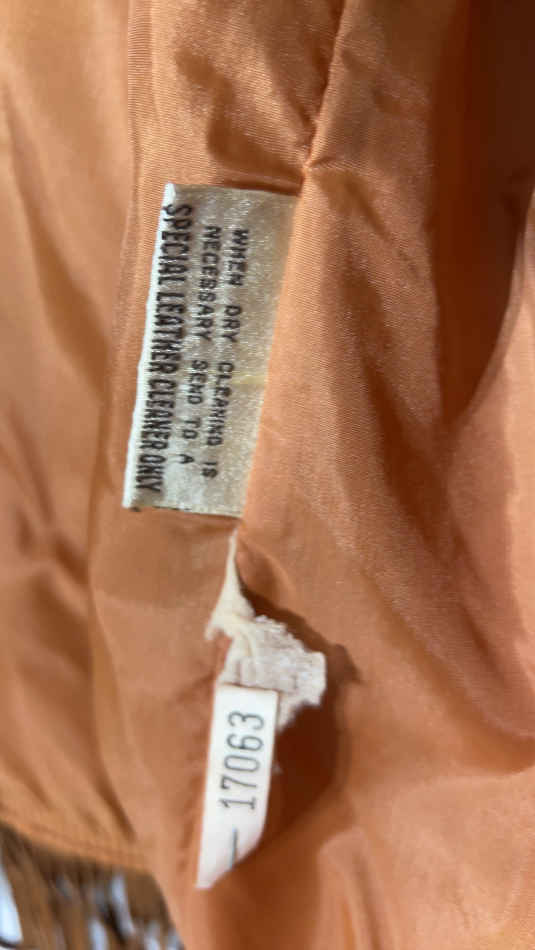 WHEN DRY CLEANING IS
NECESSARY SEND TO A
SPECIAL LEATHER CLEANER ONLY
17063